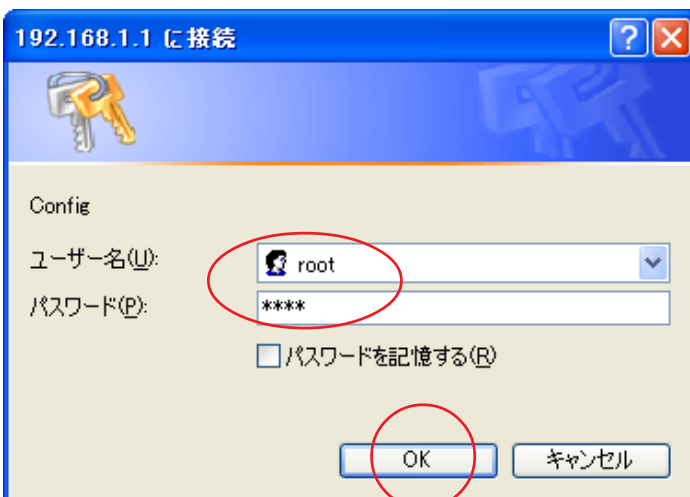 192.168.1.1 に接続
Config
ユーザー名(U):
root
パスワード(P):
****
パスワードを記憶する(R)
OK
キャンセル